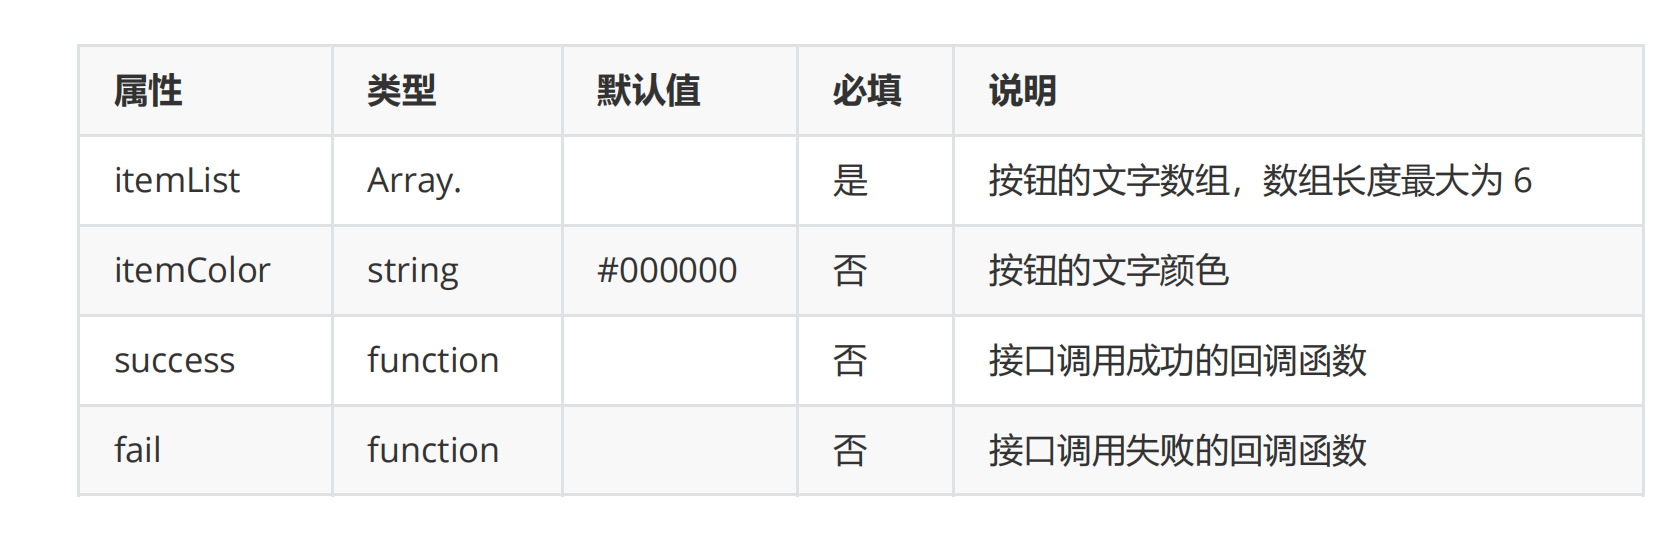 属性 类型 默认值 必填 说明
itemList Array. 是 按钮的文字数组，数组长度最大为 6
itemColor string #000000 否 按钮的文字颜色
success function 否 接口调用成功的回调函数
fail function 否 接口调用失败的回调函数